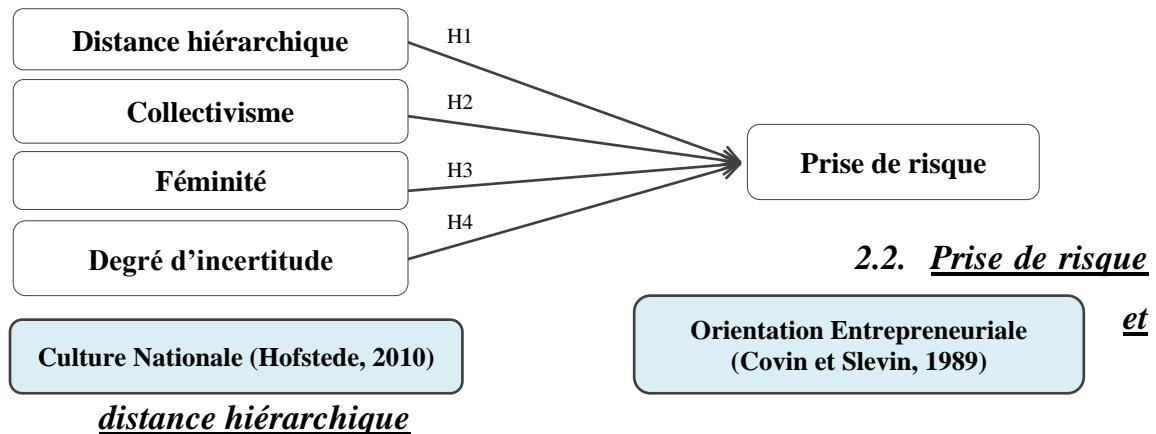 Distance hiérarchique
H1
Collectivisme
H2
Féminité
H3
Degré d'incertitude
H4
Prise de risque
Culture Nationale (Hofstede, 2010)
Orientation Entrepreneuriale
(Covin et Slevin, 1989)
2.2. Prise de risque
et
distance hiérarchique